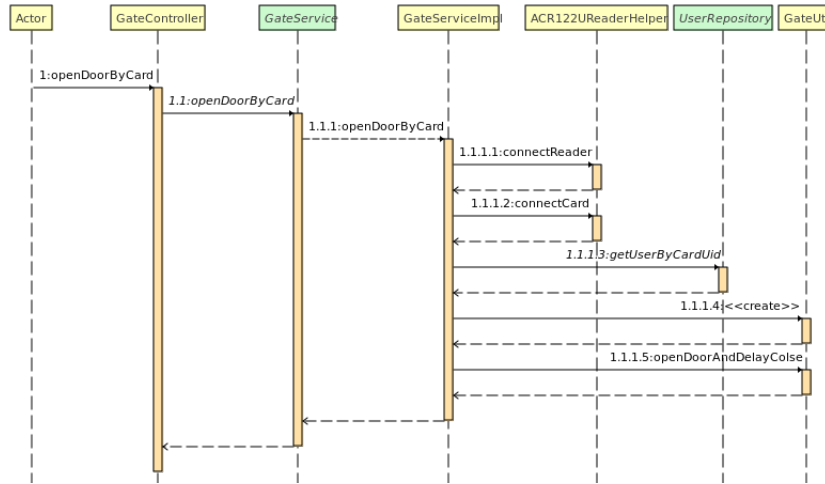 Actor
GateController
GateService
GateServiceImpl
ACR122UReaderHelper
UserRepository
GateUt
1:openDoorByCard
1.1:openDoorByCard
1.1.1:openDoorByCard
1.1.1.1:connectReader
1.1.1.2:connectCard
1.1.1.3:getUserByCardUid
1.1.1.4:<<create>>
1.1.1.5:openDoorAndDelayColse